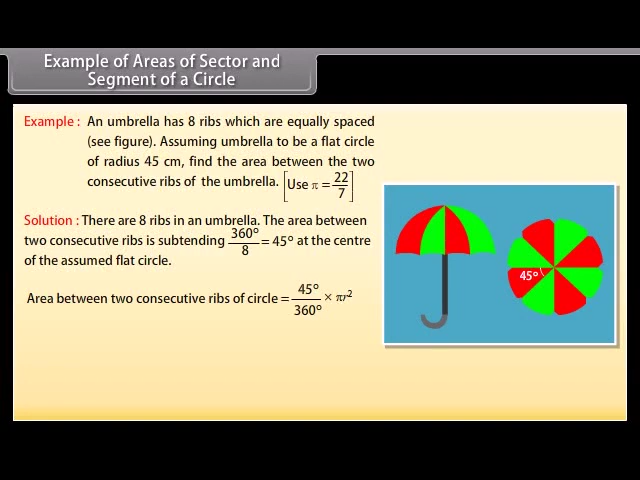 Example of Areas of Sector and
Segment of a Circle
Example : An umbrella has 8 ribs which are equally spaced
(see figure). Assuming umbrella to be a flat circle
of radius 45 cm, find the area between the two
consecutive ribs of the umbrella. [Use π = 22/7]
Solution : There are 8 ribs in an umbrella. The area between
two consecutive ribs is subtending 360°/8 = 45° at the centre
of the assumed flat circle.
Area between two consecutive ribs of circle = 45°/360° × πr²
45°